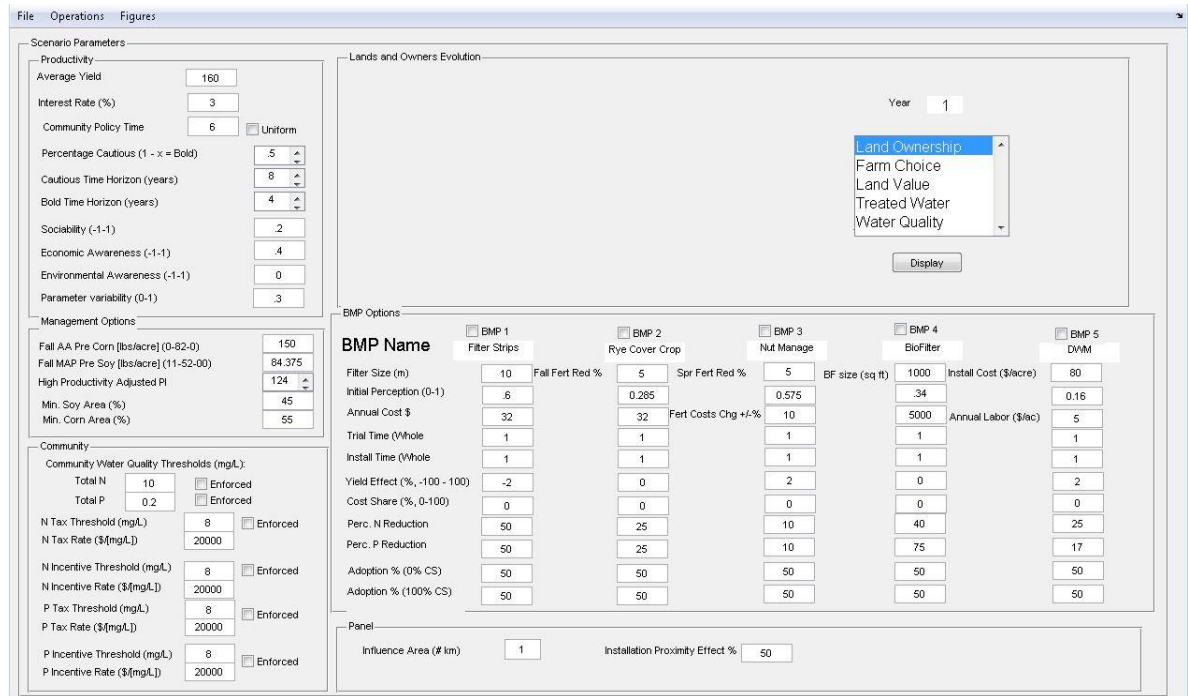 File Operations Figures
Scenario Parameters
Productivity
Average Yield 160
Interest Rate (%) 3
Community Policy Time 6 Uniform
Percentage Cautious (1 - x = Bold) .5
Cautious Time Horizon (years) 8
Bold Time Horizon (years) 4
Sociability (-1-1) .2
Economic Awareness (-1-1) .4
Environmental Awareness (-1-1) 0
Parameter variability (0-1) .3
Management Options
Fall AA Pre Corn [lbs/acre] (0-82-0) 150
Fall MAP Pre Soy [lbs/acre] (11-52-00) 84.375
High Productivity Adjusted PI 124
Min. Soy Area (%) 45
Min. Corn Area (%) 55
Community
Community Water Quality Thresholds (mg/L):
Total N 10 Enforced
Total P 0.2 Enforced
N Tax Threshold (mg/L) 8 Enforced
N Tax Rate ($/[mg/L]) 20000
N Incentive Threshold (mg/L) 8 Enforced
N Incentive Rate ($/[mg/L]) 20000
P Tax Threshold (mg/L) 8 Enforced
P Tax Rate ($/[mg/L]) 20000
P Incentive Threshold (mg/L) 8 Enforced
P Incentive Rate ($/[mg/L]) 20000
Lands and Owners Evolution
Year 1
Land Ownership
Farm Choice
Land Value
Treated Water
Water Quality
Display
BMP Options
BMP 1 BMP 2 BMP 3 BMP 4 BMP 5
BMP Name Filter Strips Rye Cover Crop Nut Manage BioFilter DWM
Filter Size (m) 10 Fall Fert Red % 5 Spr Fert Red % 5 BF size (sq ft) 1000 Install Cost ($/acre) 80
Initial Perception (0-1) .6 0.285 0.575 .34 0.16
Annual Cost $ 32 32 Fert Costs Chg +/-% 10 5000 Annual Labor ($/ac) 5
Trial Time (Whole 1 1 1 1 1
Install Time (Whole 1 1 1 1 1
Yield Effect (%, -100 - 100) -2 0 2 0 2
Cost Share (%, 0-100) 0 0 0 0 0
Perc. N Reduction 50 25 10 40 25
Perc. P Reduction 50 25 10 75 17
Adoption % (0% CS) 50 50 50 50 50
Adoption % (100% CS) 50 50 50 50 50
Panel
Influence Area (# km) 1 Installation Proximity Effect % 50